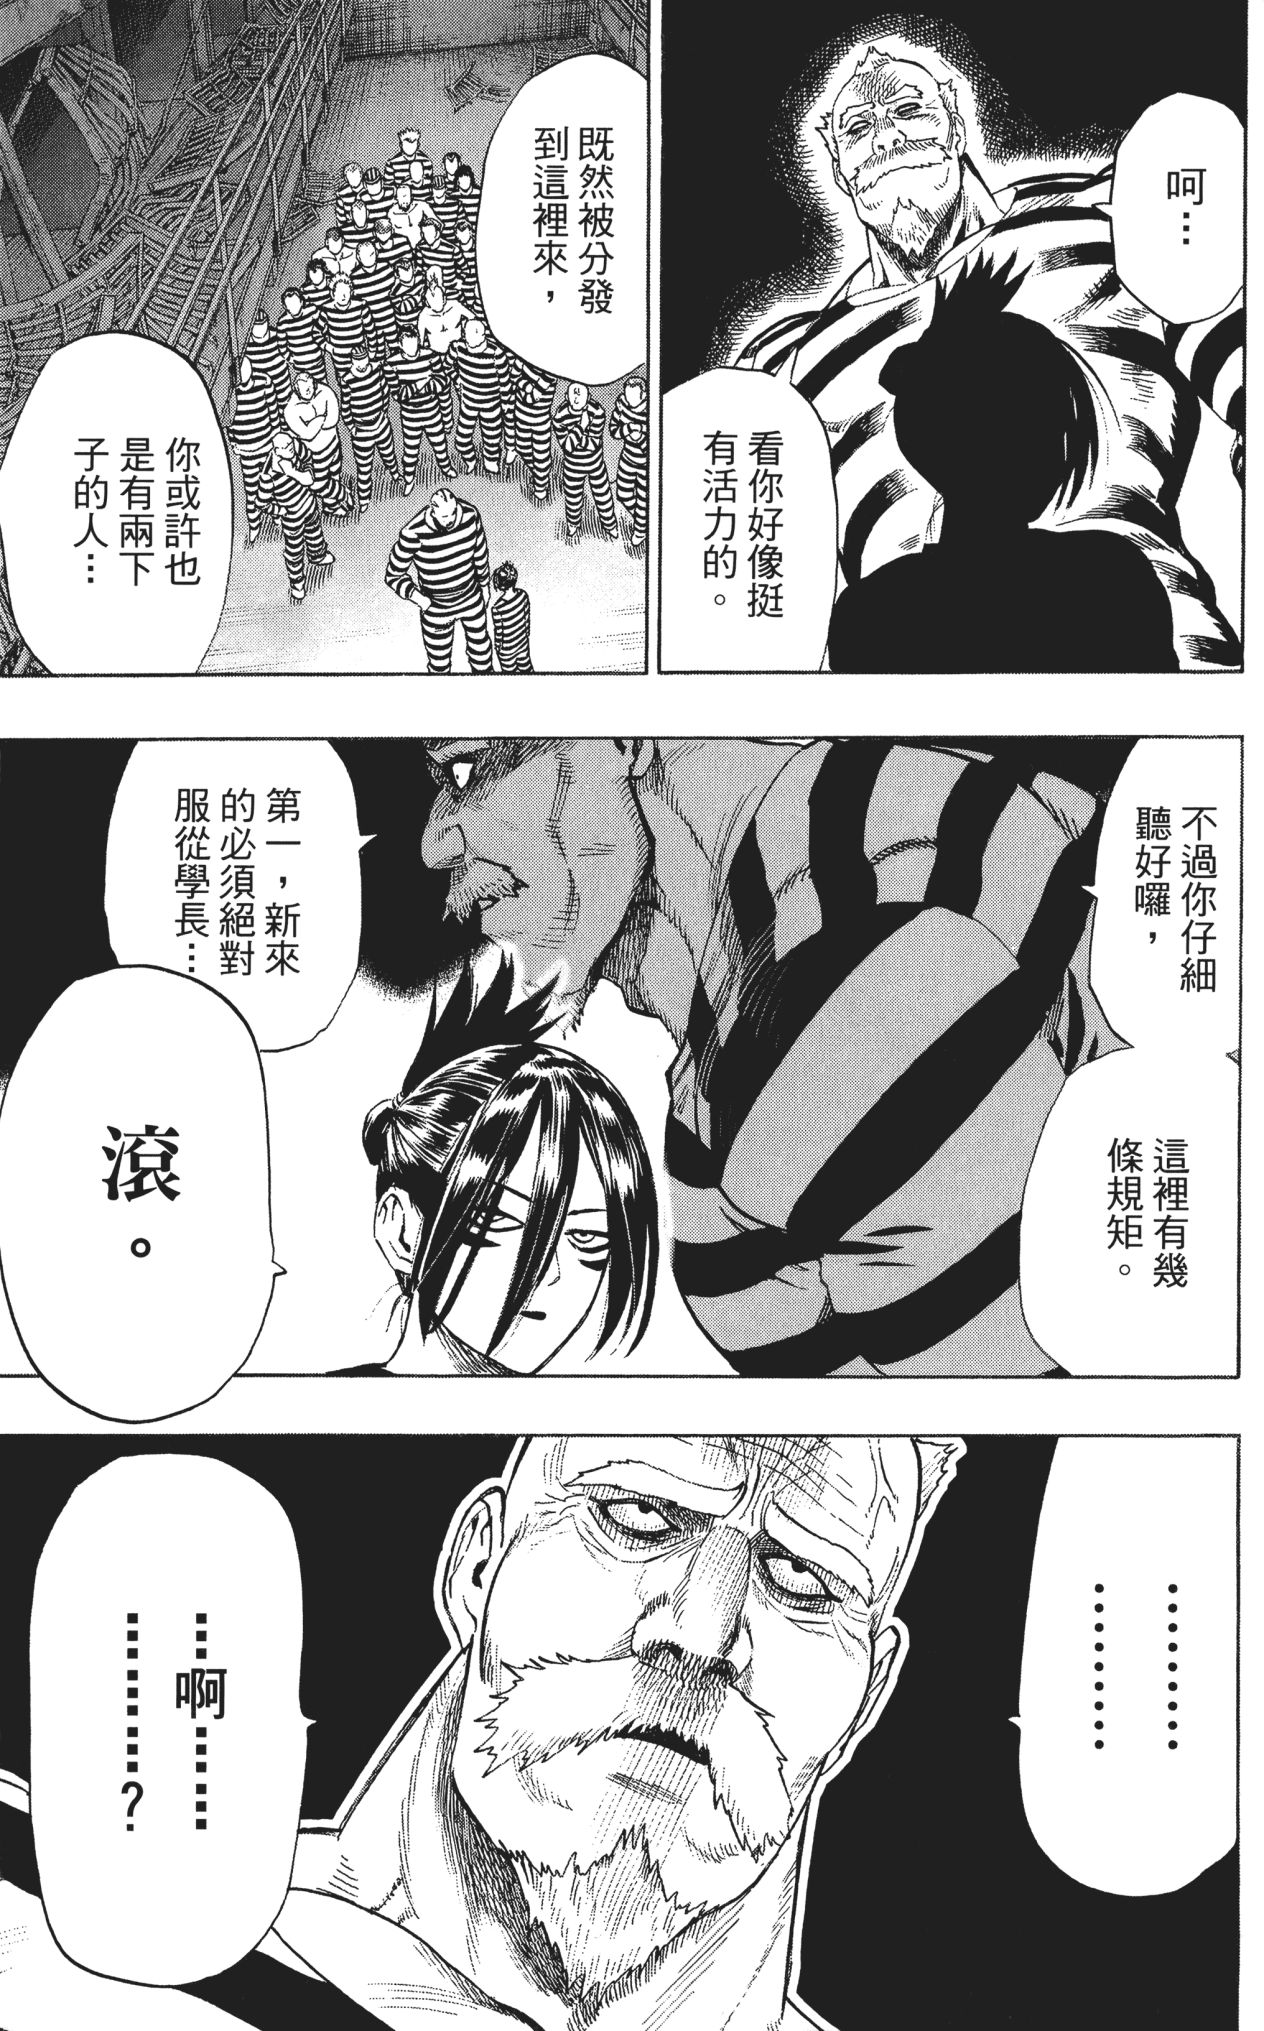 呵…
看你好像挺
有活力的。
既然被分發
到這裡來，
你或許也
是有兩下
子的人…
不過你仔細
聽好囉，
這裡有幾
條規矩。
第一，新來
的必須絕對
服從學長…
滾。
………
………
…啊……
………？